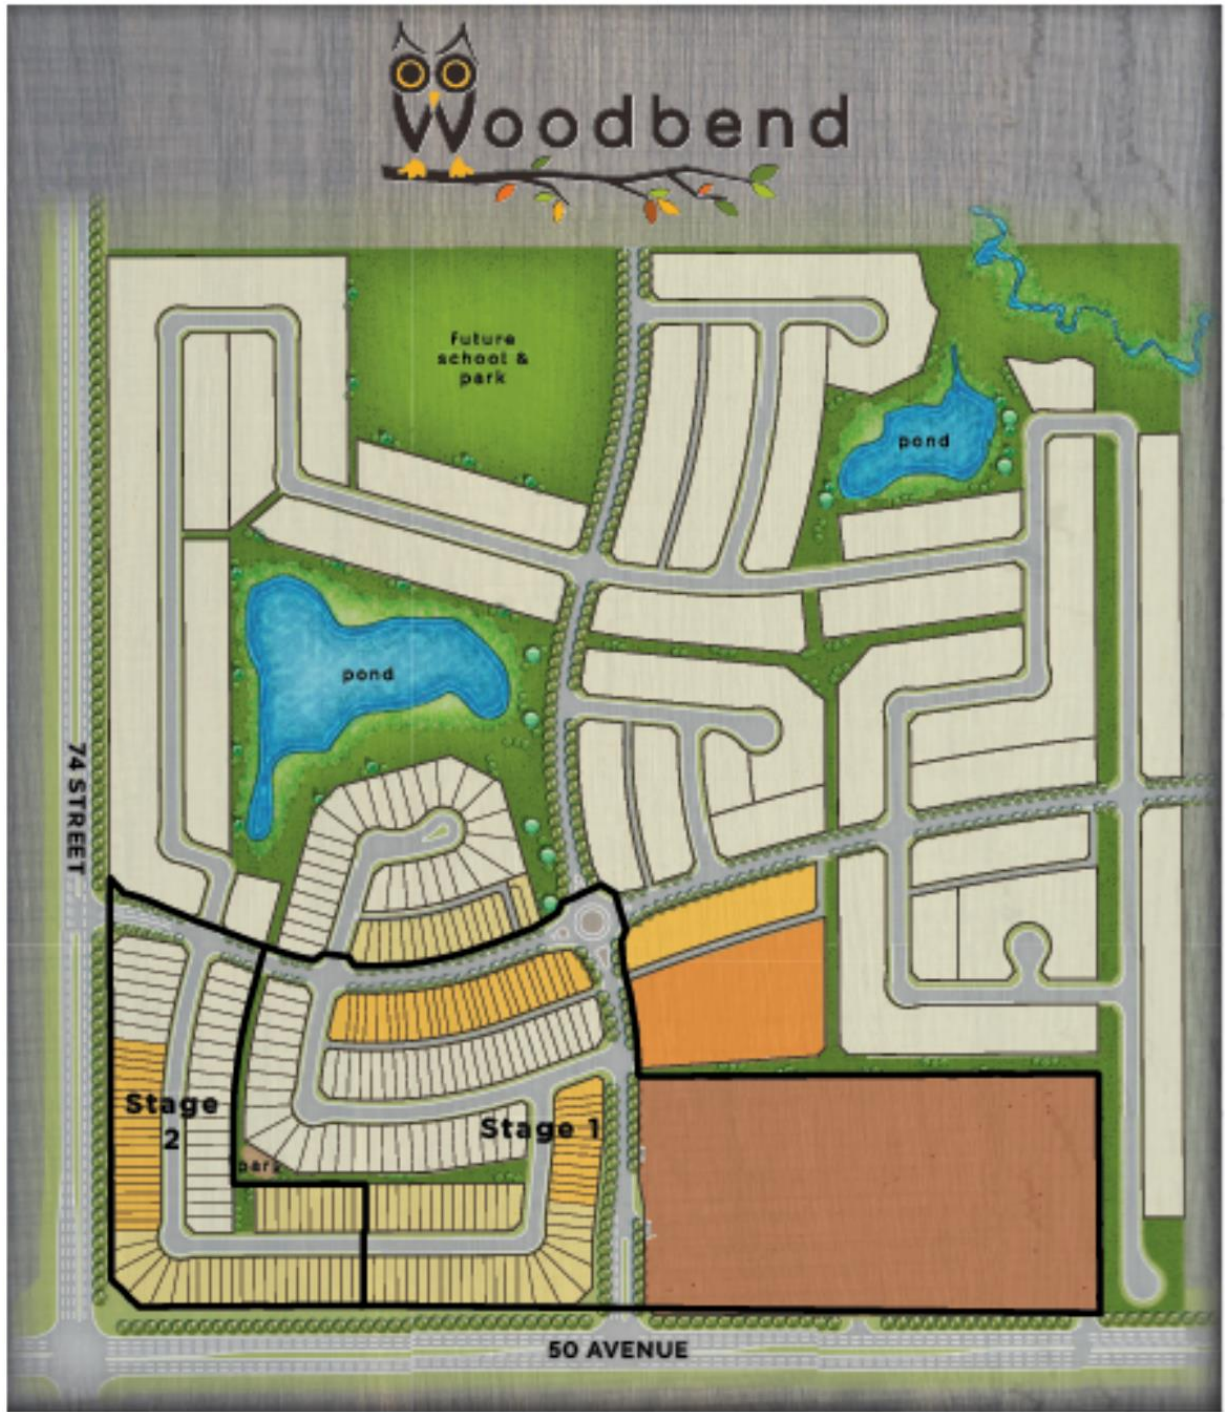 Woodbend
future
school &
park
pond
pond
74 STREET
Stage
2
Stage 1
park
50 AVENUE